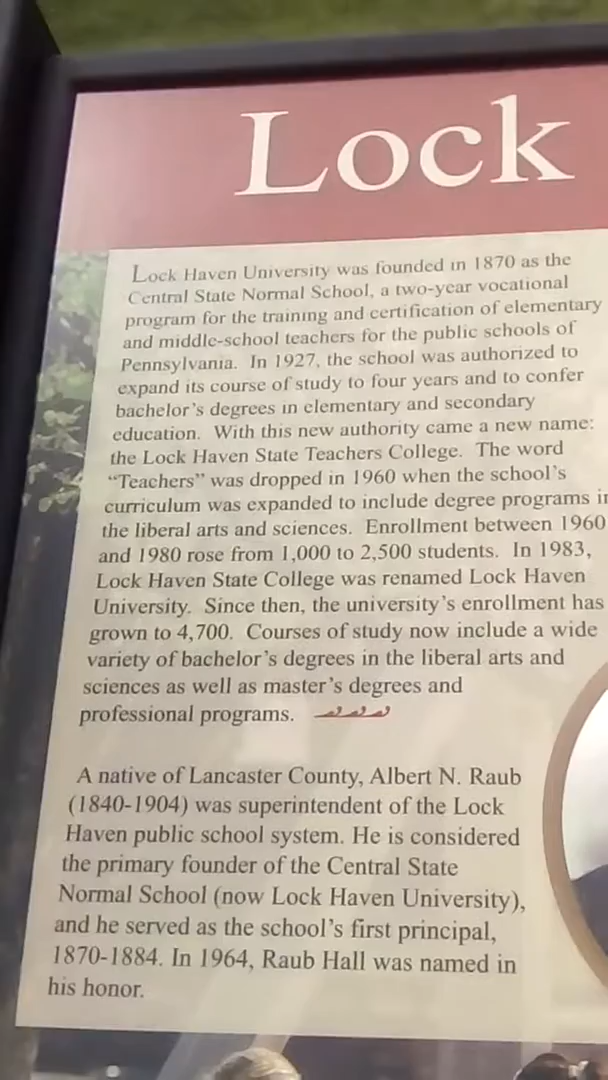 Lock
Lock Haven University was founded in 1870 as the
Central State Normal School, a two-year vocational
program for the training and certification of elementary
and middle-school teachers for the public schools of
Pennsylvania. In 1927, the school was authorized to
expand its course of study to four years and to confer
bachelor's degrees in elementary and secondary
education. With this new authority came a new name:
the Lock Haven State Teachers College. The word
“Teachers” was dropped in 1960 when the school's
curriculum was expanded to include degree programs in
the liberal arts and sciences. Enrollment between 1960
and 1980 rose from 1,000 to 2,500 students. In 1983,
Lock Haven State College was renamed Lock Haven
University. Since then, the university's enrollment has
grown to 4,700. Courses of study now include a wide
variety of bachelor's degrees in the liberal arts and
sciences as well as master's degrees and
professional programs.
A native of Lancaster County, Albert N. Raub
(1840-1904) was superintendent of the Lock
Haven public school system. He is considered
the primary founder of the Central State
Normal School (now Lock Haven University),
and he served as the school's first principal,
1870-1884. In 1964, Raub Hall was named in
his honor.